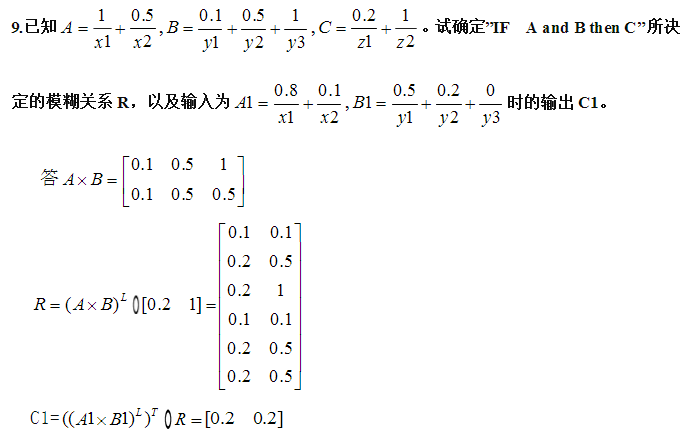 9.已知 A = 1/x1 + 0.5/x2 , B = 0.1/y1 + 0.5/y2 + 1/y3 , C = 0.2/z1 + 1/z2 。试确定”IF A and B then C”所决
定的模糊关系 R，以及输入为 A1 = 0.8/x1 + 0.1/x2 , B1 = 0.5/y1 + 0.2/y2 + 0/y3 时的输出 C1。
答 A × B = [0.1 0.5 1
0.1 0.5 0.5]
R = (A × B)^L ∘ [0.2 1] = [0.1 0.1
0.2 0.5
0.2 1
0.1 0.1
0.2 0.5
0.2 0.5]
C1= ((A1 × B1)^L)^T ∘ R = [0.2 0.2]